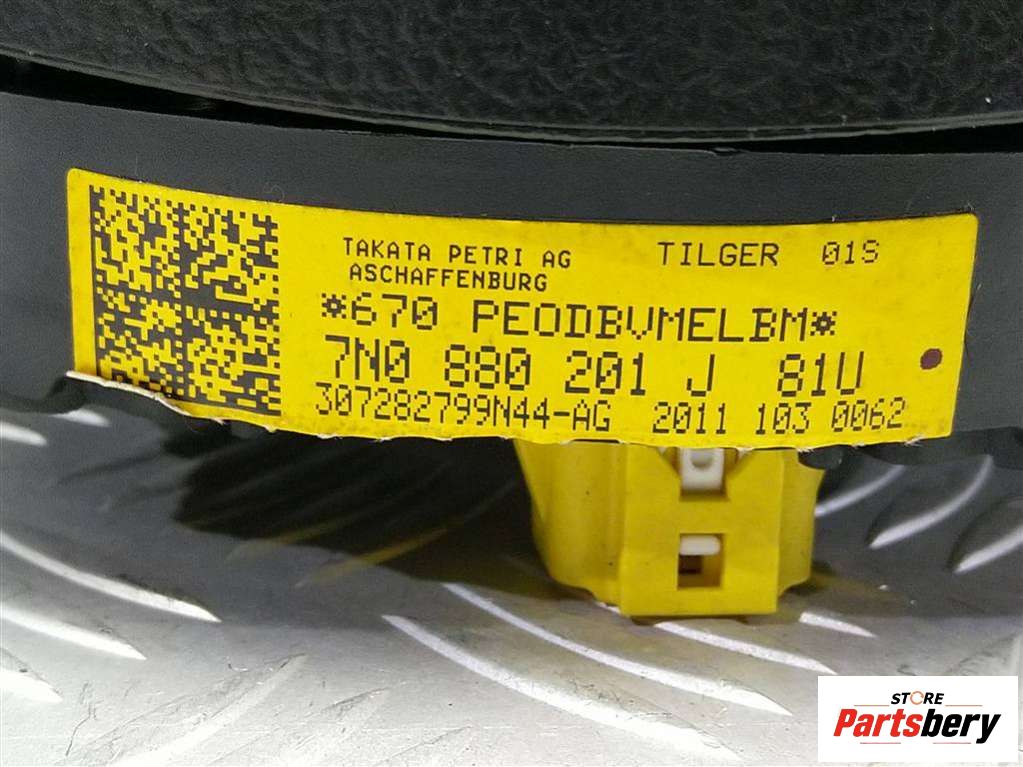 TAKATA PETRI AG TILGER 01S
ASCHAFFENBURG
*670 PEODBVMELBM*
7N0 880 201 J 81U
307282799N44-AG 2011 103 0062
STORE
Partsbery